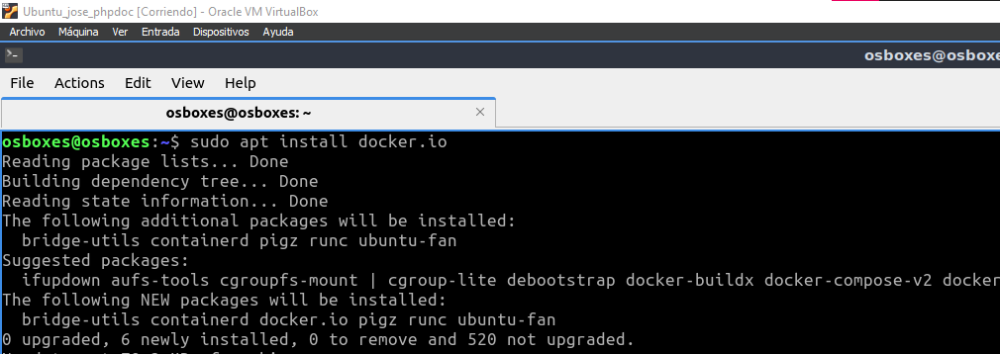 Ubuntu_jose_phpdoc [Corriendo] - Oracle VM VirtualBox
Archivo Máquina Ver Entrada Dispositivos Ayuda
osboxes@osboxe
File Actions Edit View Help
osboxes@osboxes: ~
osboxes@osboxes:~$ sudo apt install docker.io
Reading package lists... Done
Building dependency tree... Done
Reading state information... Done
The following additional packages will be installed:
  bridge-utils containerd pigz runc ubuntu-fan
Suggested packages:
  ifupdown aufs-tools cgroupfs-mount | cgroup-lite debootstrap docker-buildx docker-compose-v2 docker
The following NEW packages will be installed:
  bridge-utils containerd docker.io pigz runc ubuntu-fan
0 upgraded, 6 newly installed, 0 to remove and 520 not upgraded.